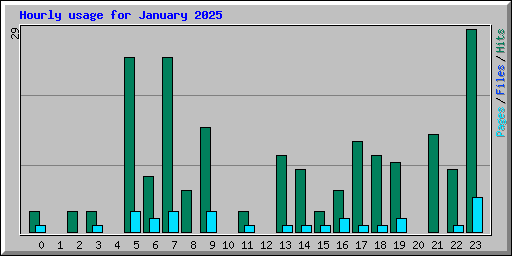 Hourly usage for January 2025
29
Pages/Files/Hits
0 1 2 3 4 5 6 7 8 9 10 11 12 13 14 15 16 17 18 19 20 21 22 23